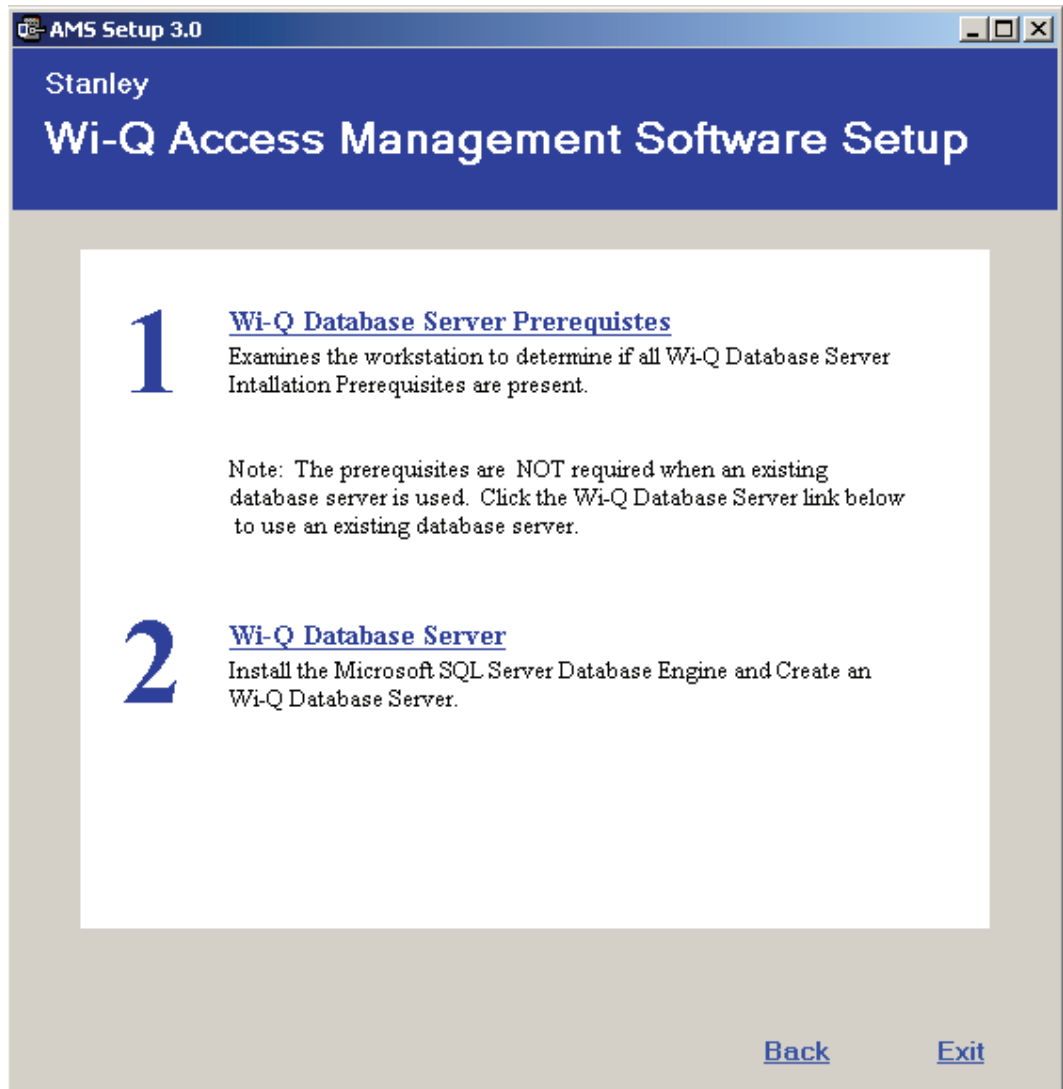 AMS Setup 3.0
Stanley
Wi-Q Access Management Software Setup
1
Wi-Q Database Server Prerequistes
Examines the workstation to determine if all Wi-Q Database Server
Intallation Prerequisites are present.
Note: The prerequisites are NOT required when an existing
database server is used. Click the Wi-Q Database Server link below
to use an existing database server.
2
Wi-Q Database Server
Install the Microsoft SQL Server Database Engine and Create an
Wi-Q Database Server.
Back
Exit